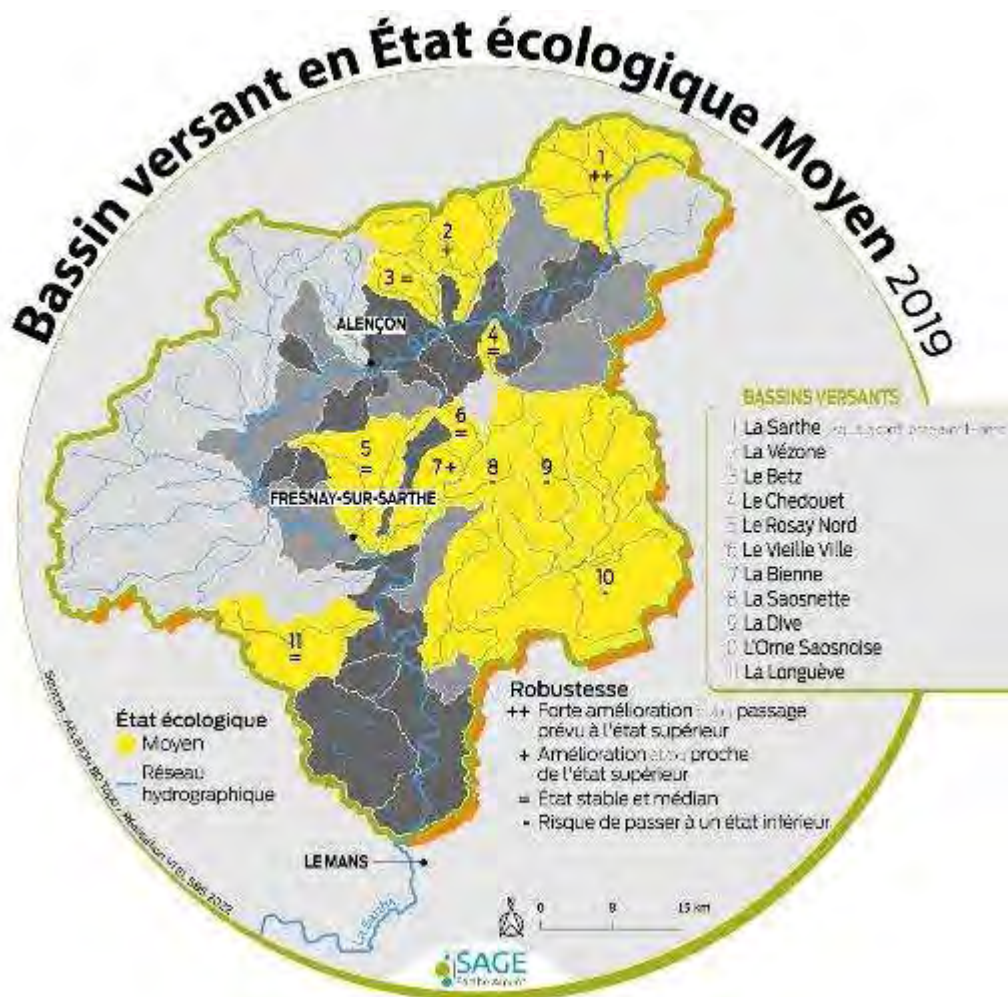 Bassin versant en État écologique Moyen 2019
1
++
2
+
3 =
ALENÇON
4
=
6
=
5
=
7 +
8
-
9
-
FRESNAY-SUR-SARTHE
10
-
11
=
BASSINS VERSANTS
1 La Sarthe
La Vézone
3 Le Betz
4 Le Chedouet
5 Le Rosay Nord
6 Le Vieille Ville
7 La Bienne
8 La Saosnette
9 La Dive
L'Orne Saosnoise
11 La Longuève
Robustesse
++ Forte amélioration passage
prévu à l'état supérieur
+ Amélioration proche
de l'état supérieur
= État stable et médian
- Risque de passer à un état inférieur
État écologique
Moyen
Réseau
hydrographique
LE MANS
La Sarthe
0 8 15 km
SAGE